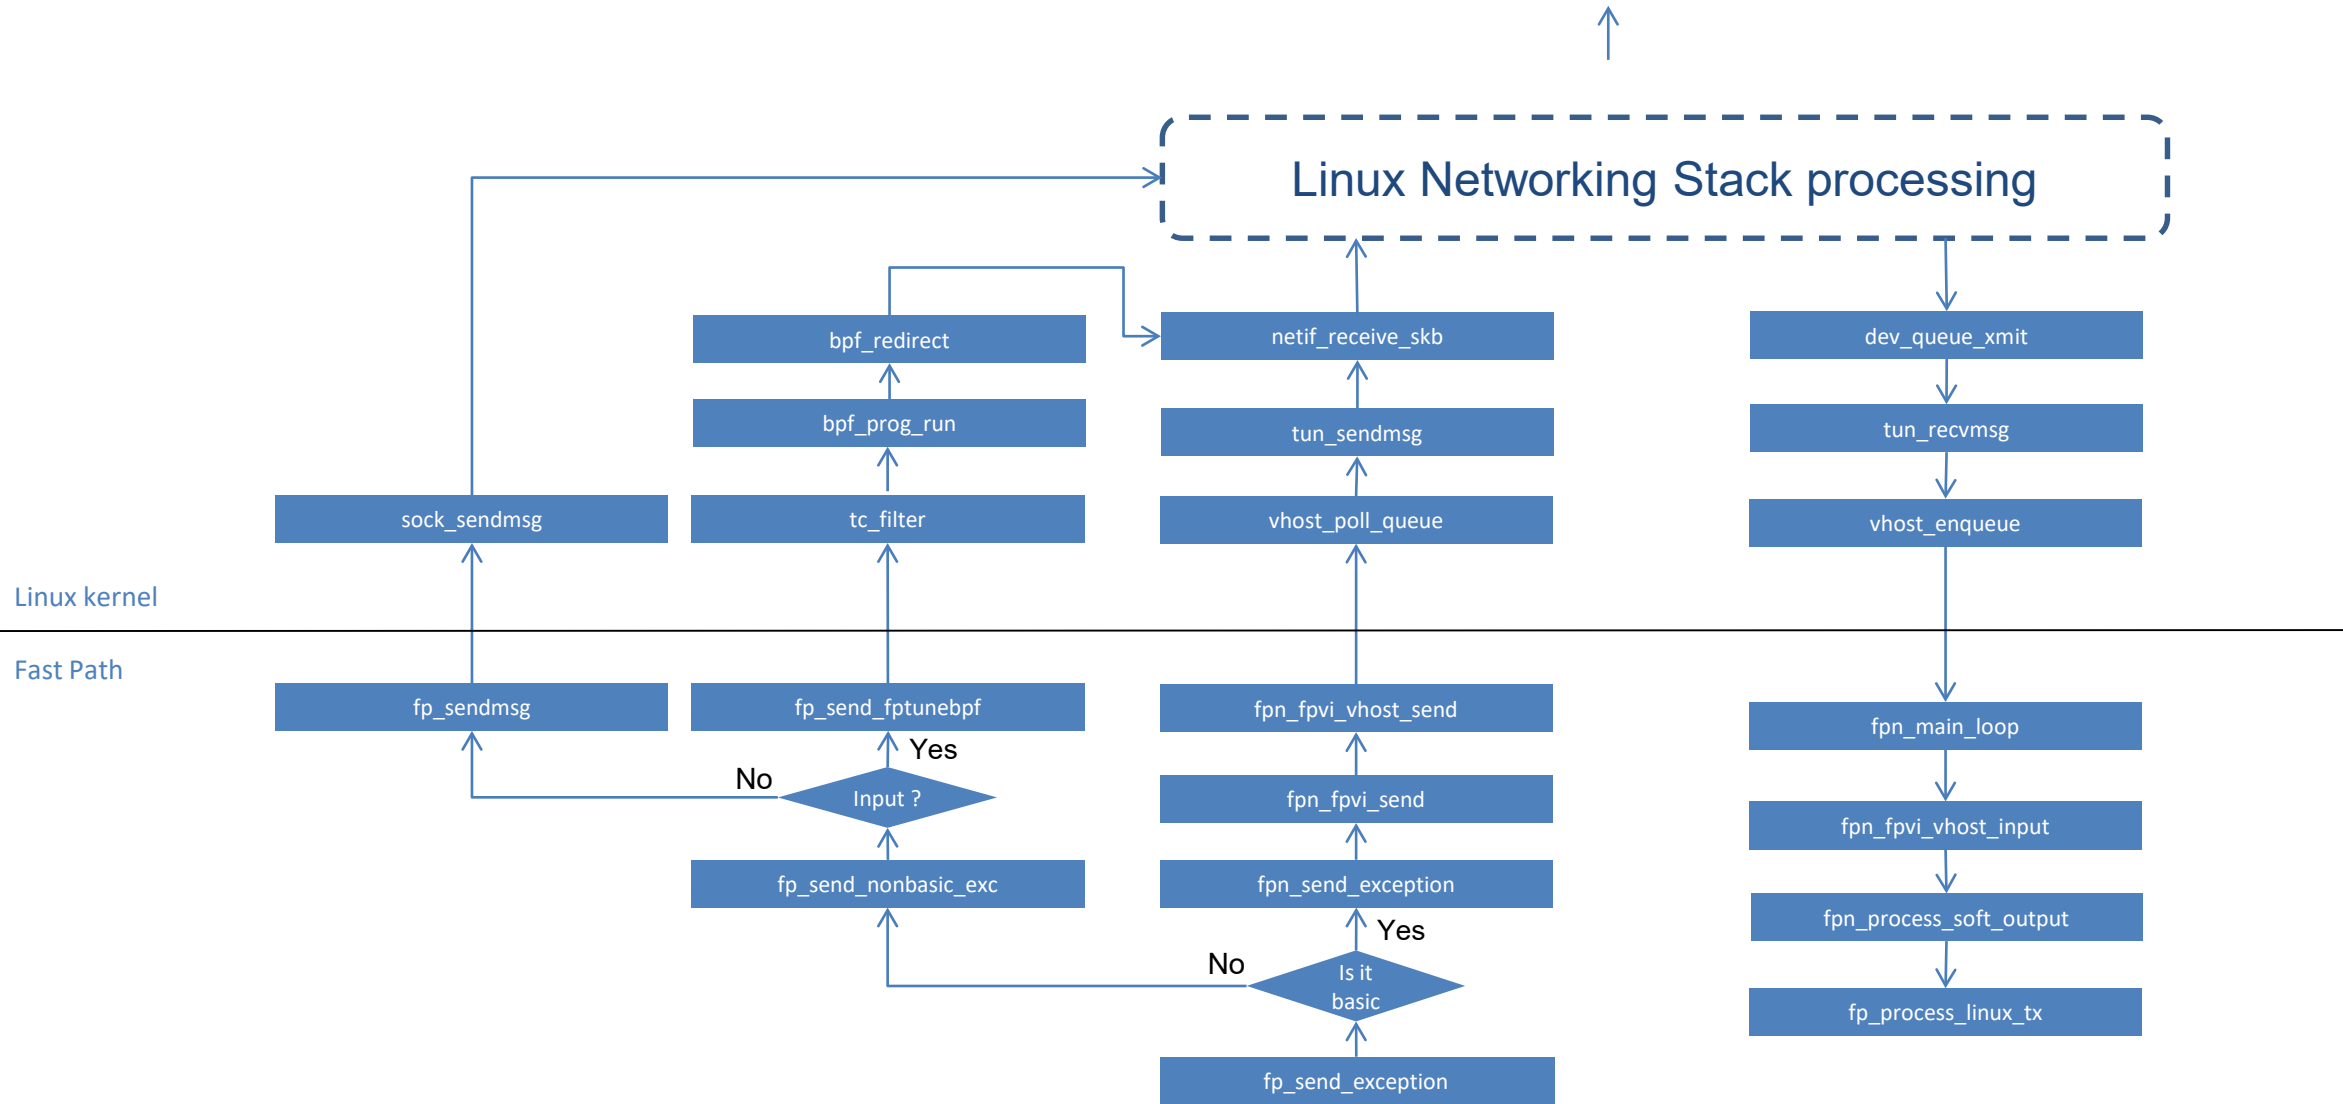 Linux Networking Stack processing
bpf_redirect
netif_receive_skb
dev_queue_xmit
bpf_prog_run
tun_sendmsg
tun_recvmsg
sock_sendmsg
tc_filter
vhost_poll_queue
vhost_enqueue
Linux kernel
Fast Path
fp_sendmsg
fp_send_fptunebpf
fpn_fpvi_vhost_send
fpn_main_loop
Yes
No
Input ?
fpn_fpvi_send
fpn_fpvi_vhost_input
fp_send_nonbasic_exc
fpn_send_exception
fpn_process_soft_output
Yes
No
Is it
basic
fp_process_linux_tx
fp_send_exception